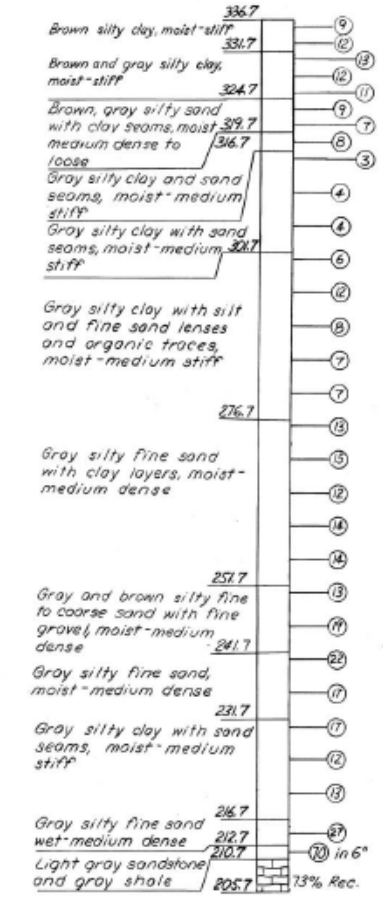 336.7
Brown silty clay, moist-stiff
9
331.7
12
Brown and gray silty clay,
moist-stiff
13
12
324.7
11
Brown, gray silty sand
with clay seams, moist
medium dense to
loose
9
319.7
7
316.7
8
3
Gray silty clay and sand
seams, moist-medium
stiff
4
Gray silty clay with sand
seams, moist-medium
stiff
4
301.7
6
12
Gray silty clay with silt
and fine sand lenses
and organic traces,
moist-medium stiff
8
7
7
276.7
13
Gray silty fine sand
with clay layers, moist-
medium dense
15
12
14
14
251.7
13
Gray and brown silty fine
to coarse sand with fine
gravel, moist-medium
dense
19
241.7
22
Gray silty fine sand,
moist-medium dense
17
231.7
17
Gray silty clay with sand
seams, moist-medium
stiff
12
13
216.7
Gray silty fine sand
wet-medium dense
27
212.7
210.7
70 in 6"
Light gray sandstone
and gray shale
205.7
73% Rec.